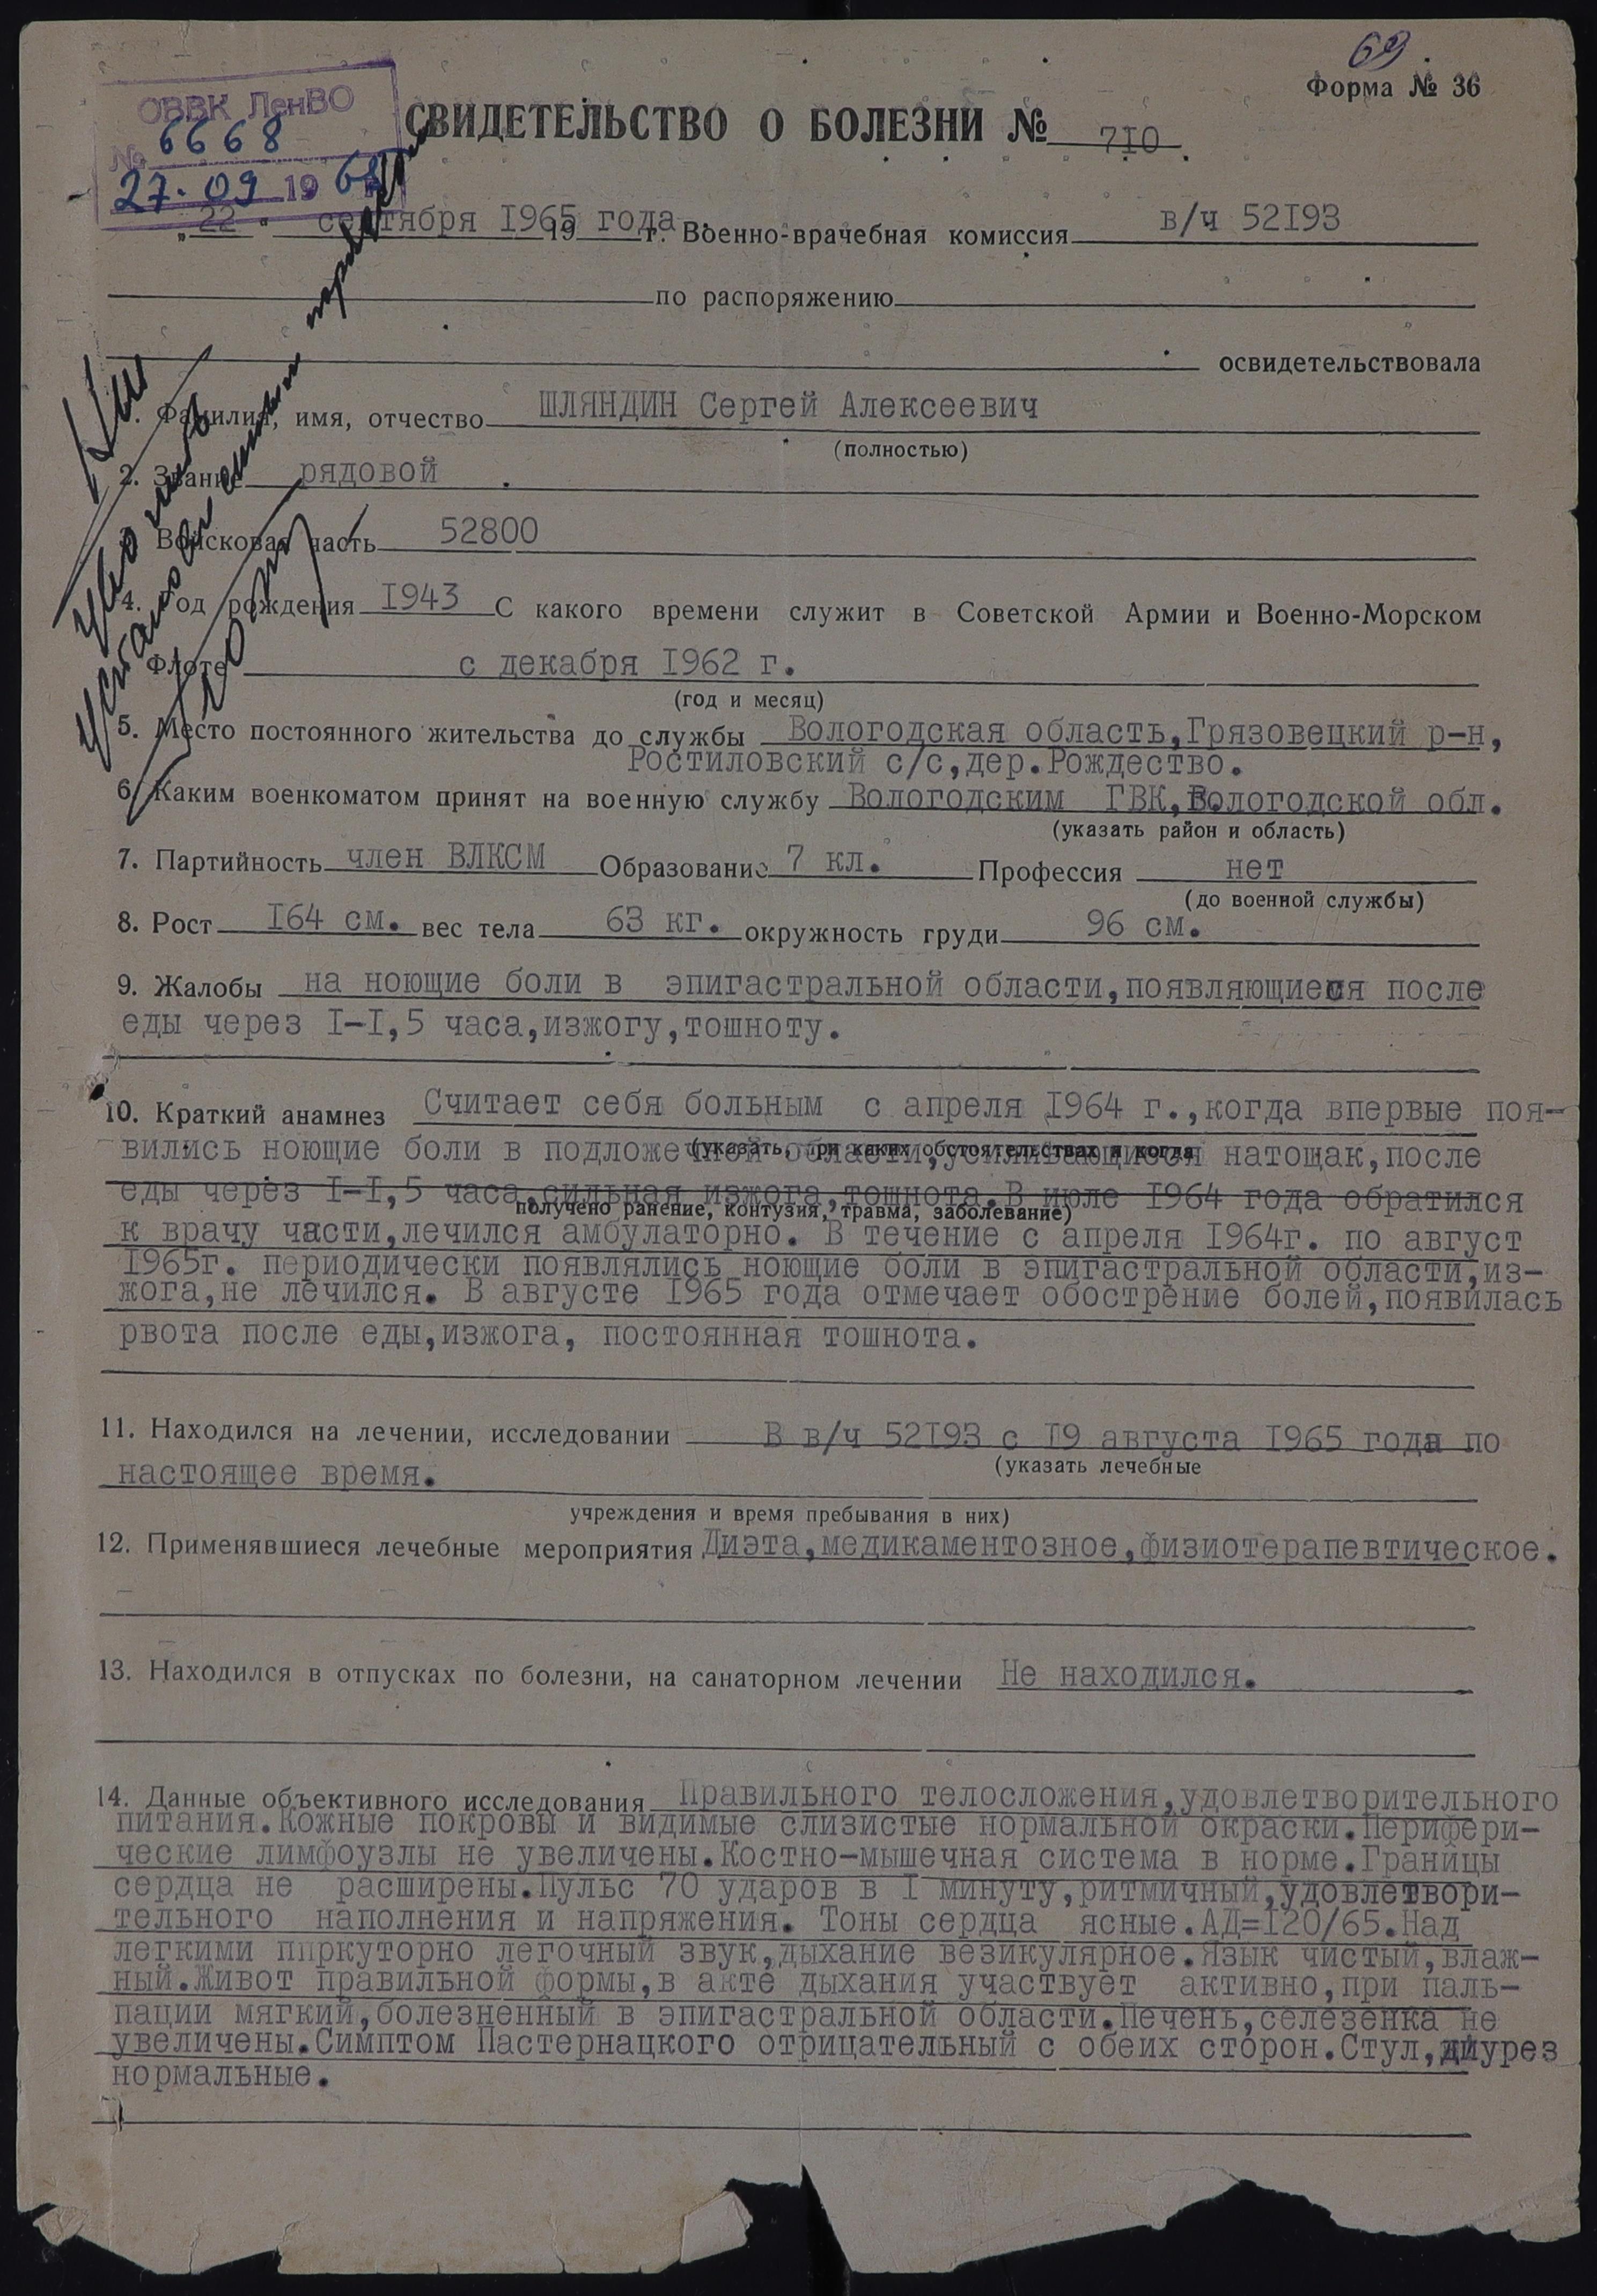 69
Форма № 36
ОВВК ЛенВО
№ 6668
27.09 1965
СВИДЕТЕЛЬСТВО О БОЛЕЗНИ № 710
„22“ сентября 1965 года 19 г. Военно-врачебная комиссия в/ч 52193
по распоряжению
освидетельствовала
1. Фамилия, имя, отчество ШЛЯНДИН Сергей Алексеевич
(полностью)
2. Звание рядовой
3. Войсковая часть 52800
4. Год рождения 1943 С какого времени служит в Советской Армии и Военно-Морском
Флоте с декабря 1962 г.
(год и месяц)
5. Место постоянного жительства до службы Вологодская область,Грязовецкий р-н,
Ростиловский с/с,дер.Рождество.
6. Каким военкоматом принят на военную службу Вологодским ГВК,Вологодской обл.
(указать район и область)
7. Партийность член ВЛКСМ Образование 7 кл. Профессия нет
(до военной службы)
8. Рост 164 см. вес тела 63 кг. окружность груди 96 см.
9. Жалобы на ноющие боли в эпигастральной области,появляющиеся после
еды через 1-1,5 часа,изжогу,тошноту.
10. Краткий анамнез Считает себя больным с апреля 1964 г.,когда впервые поя-
(указать, при каких обстоятельствах и когда
вились ноющие боли в подложечной области,усиливающиеся натощак,после
еды через 1-1,5 часа,сильная изжога,тошнота.В июле 1964 года обратился
получено ранение, контузия, травма, заболевание)
к врачу части,лечился амбулаторно. В течение с апреля 1964г. по август
1965г. периодически появлялись ноющие боли в эпигастральной области,из-
жога,не лечился. В августе 1965 года отмечает обострение болей,появилась
рвота после еды,изжога, постоянная тошнота.
11. Находился на лечении, исследовании В в/ч 52193 с 19 августа 1965 года по
(указать лечебные
настоящее время.
учреждения и время пребывания в них)
12. Применявшиеся лечебные мероприятия Диэта,медикаментозное,физиотерапевтическое.
13. Находился в отпусках по болезни, на санаторном лечении Не находился.
14. Данные объективного исследования Правильного телосложения,удовлетворительного
питания.Кожные покровы и видимые слизистые нормальной окраски.Перифери-
ческие лимфоузлы не увеличены.Костно-мышечная система в норме.Границы
сердца не расширены.Пульс 70 ударов в 1 минуту,ритмичный,удовлетвори-
тельного наполнения и напряжения. Тоны сердца ясные.АД=120/65.Над
легкими пиркуторно легочный звук,дыхание везикулярное.Язык чистый,влаж-
ный.Живот правильной формы,в акте дыхания участвует активно,при паль-
пации мягкий,болезненный в эпигастральной области.Печень,селезенка не
увеличены.Симптом Пастернацкого отрицательный с обеих сторон.Стул,диурез
нормальные.